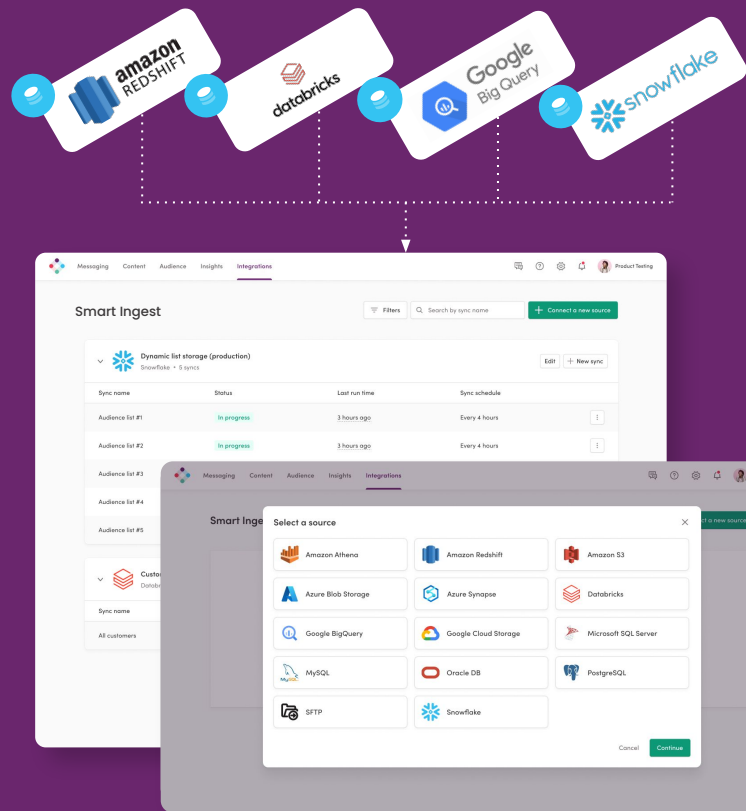 amazon
REDSHIFT
databricks
Google
Big Query
snowflake
Messaging Content Audience Insights Integrations Product Testing
Smart Ingest Filters Search by sync name + Connect a new source
Dynamic list storage (production) Edit + New sync
Snowflake • 5 syncs
Sync name Status Last run time Sync schedule
Audience list #1 In progress 3 hours ago Every 4 hours
Audience list #2 In progress 3 hours ago Every 4 hours
Audience list #3
Audience list #4
Audience list #5
Custo
Datab
Sync name
All customers
Messaging Content Audience Insights Integrations
Smart Inge ct a new source
Select a source
Amazon Athena Amazon Redshift Amazon S3
Azure Blob Storage Azure Synapse Databricks
Google BigQuery Google Cloud Storage Microsoft SQL Server
MySQL MySQL Oracle DB PostgreSQL
SFTP Snowflake
Cancel Continue